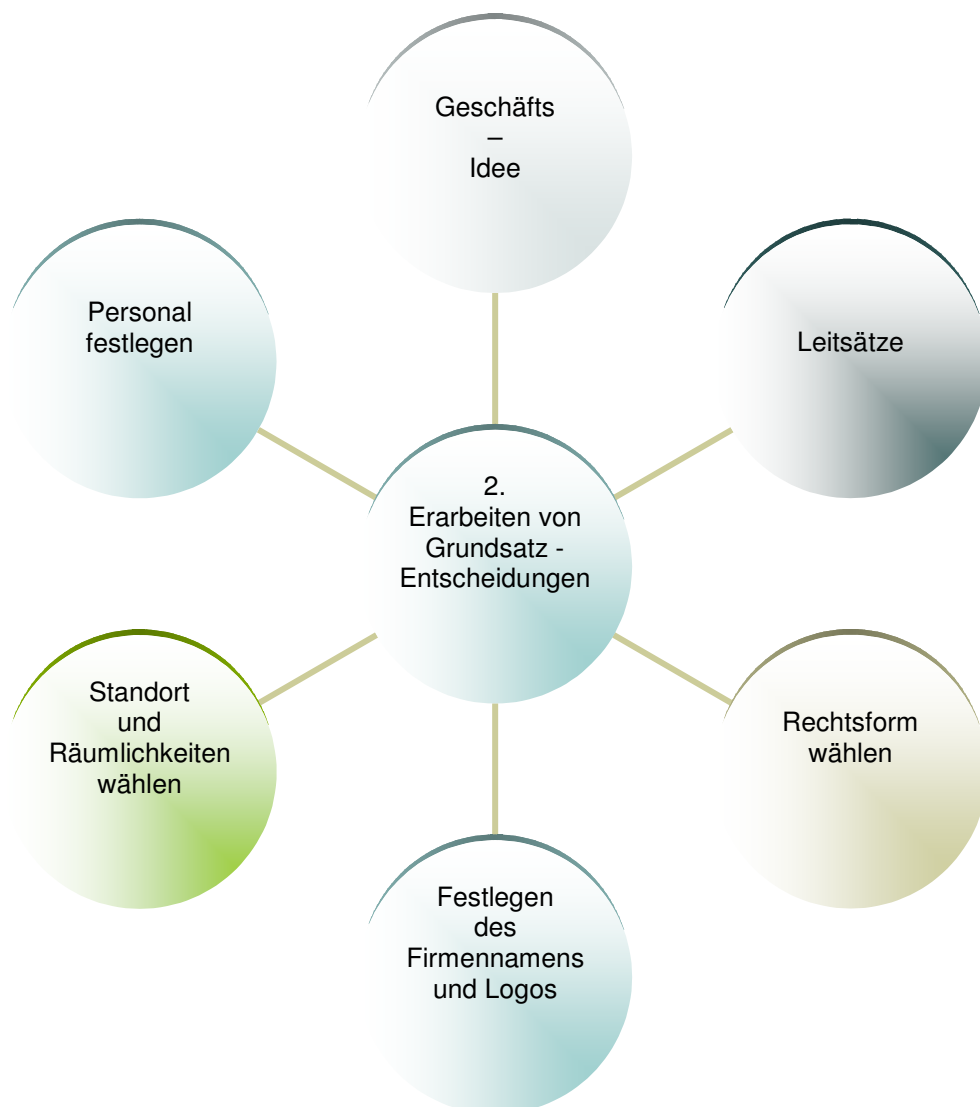 Geschäfts
–
Idee
Personal
festlegen
Leitsätze
2.
Erarbeiten von
Grundsatz -
Entscheidungen
Standort
und
Räumlichkeiten
wählen
Rechtsform
wählen
Festlegen
des
Firmennamens
und Logos